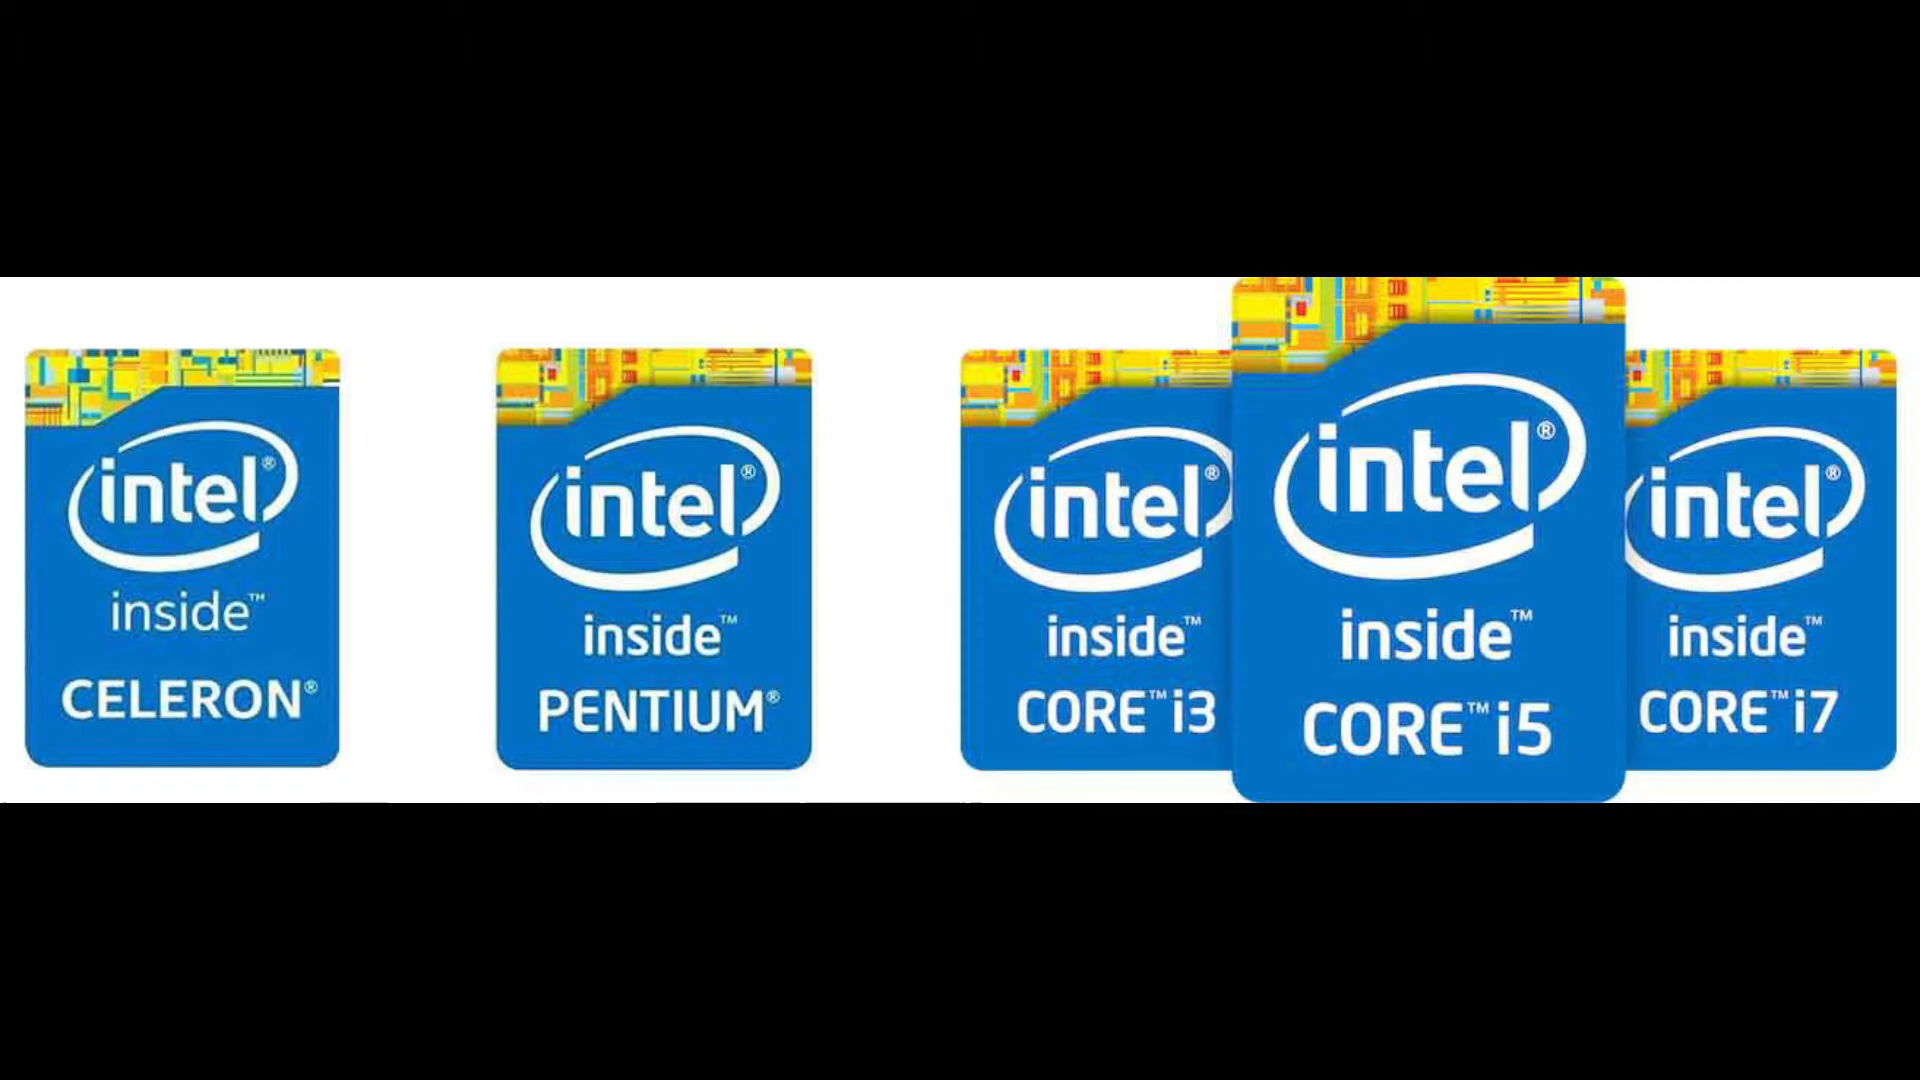 intel®
inside™
CELERON®
intel®
inside™
PENTIUM®
intel®
inside™
CORE™ i3
intel®
inside™
CORE™ i5
intel®
inside™
CORE™ i7